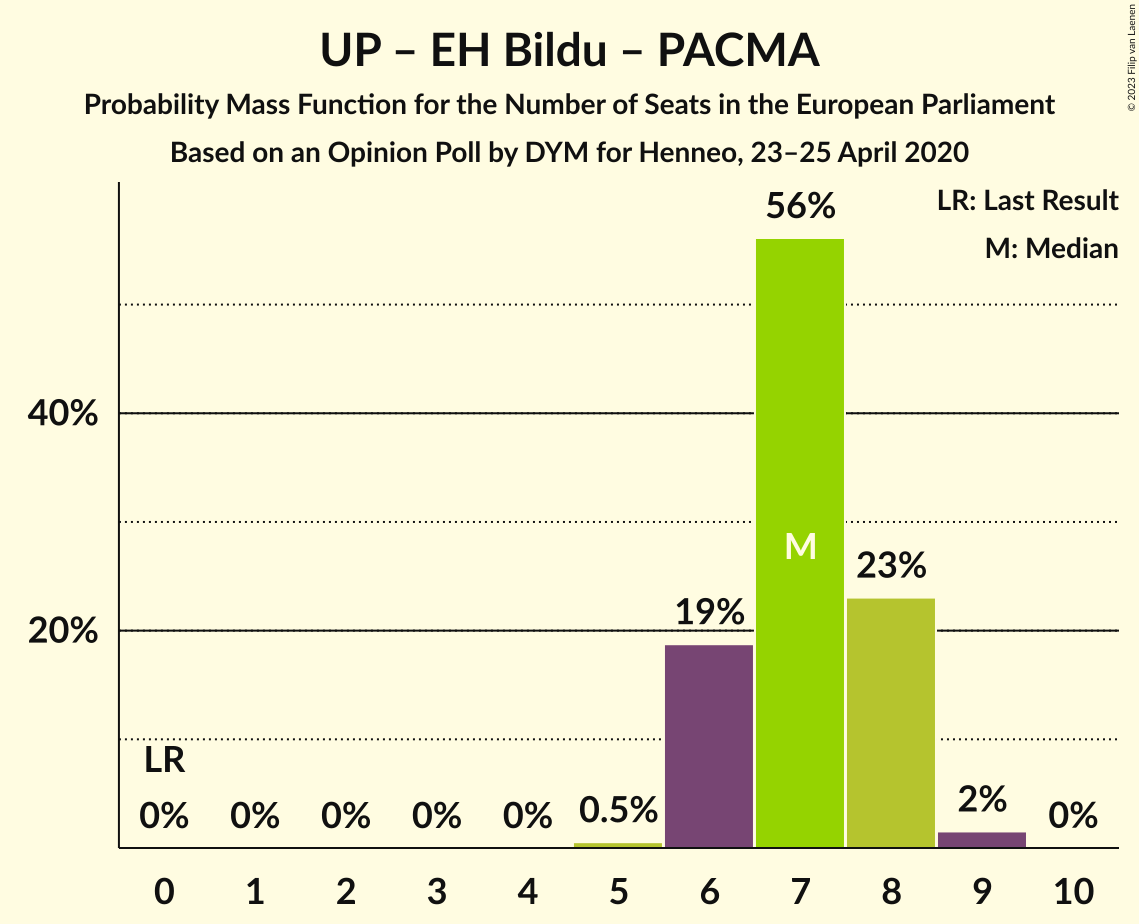 UP – EH Bildu – PACMA
Probability Mass Function for the Number of Seats in the European Parliament
Based on an Opinion Poll by DYM for Henneo, 23–25 April 2020
© 2023 Filip van Laenen
LR: Last Result
M: Median
56%
40%
M
23%
19%
20%
LR
0%
0%
0%
0%
0%
0.5%
2%
0%
0 1 2 3 4 5 6 7 8 9 10